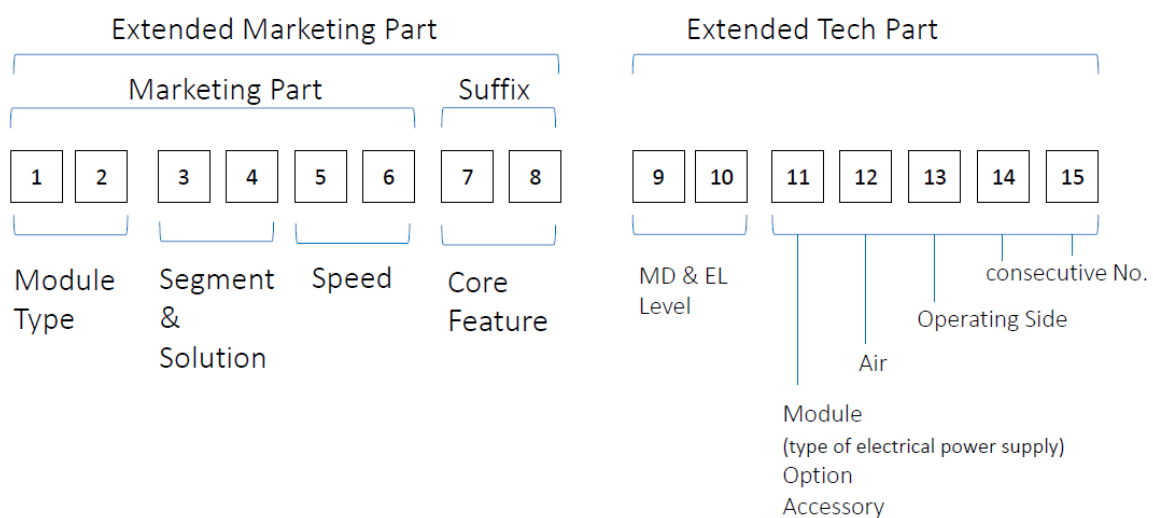 Extended Marketing Part
Extended Tech Part
Marketing Part
Suffix
1 2 3 4 5 6 7 8 9 10 11 12 13 14 15
Module
Type
Segment
&
Solution
Speed
Core
Feature
MD & EL
Level
consecutive No.
Operating Side
Air
Module
(type of electrical power supply)
Option
Accessory